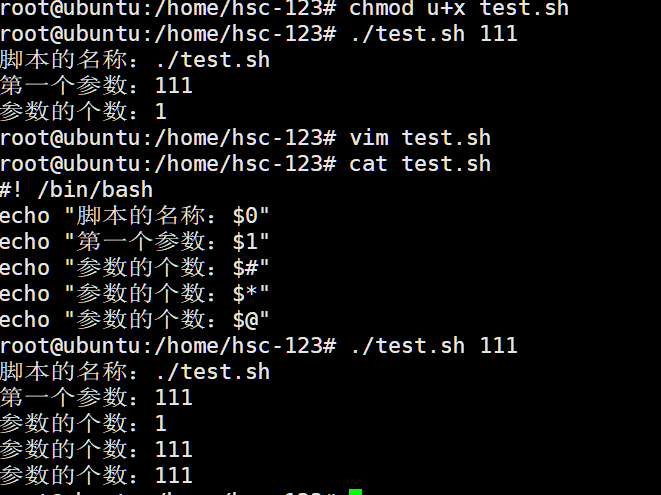 root@ubuntu:/home/hsc-123# chmod u+x test.sh
root@ubuntu:/home/hsc-123# ./test.sh 111
脚本的名称：./test.sh
第一个参数：111
参数的个数：1
root@ubuntu:/home/hsc-123# vim test.sh
root@ubuntu:/home/hsc-123# cat test.sh
#! /bin/bash
echo "脚本的名称：$0"
echo "第一个参数：$1"
echo "参数的个数：$#"
echo "参数的个数：$*"
echo "参数的个数：$@"
root@ubuntu:/home/hsc-123# ./test.sh 111
脚本的名称：./test.sh
第一个参数：111
参数的个数：1
参数的个数：111
参数的个数：111